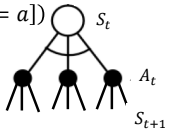 = a])
S_t
A_t
S_{t+1}